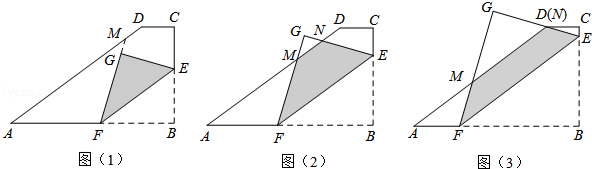 M D C
G E
A F B
图（1）
G N D C
M E
A F B
图（2）
G D(N) C
E
M
A F B
图（3）